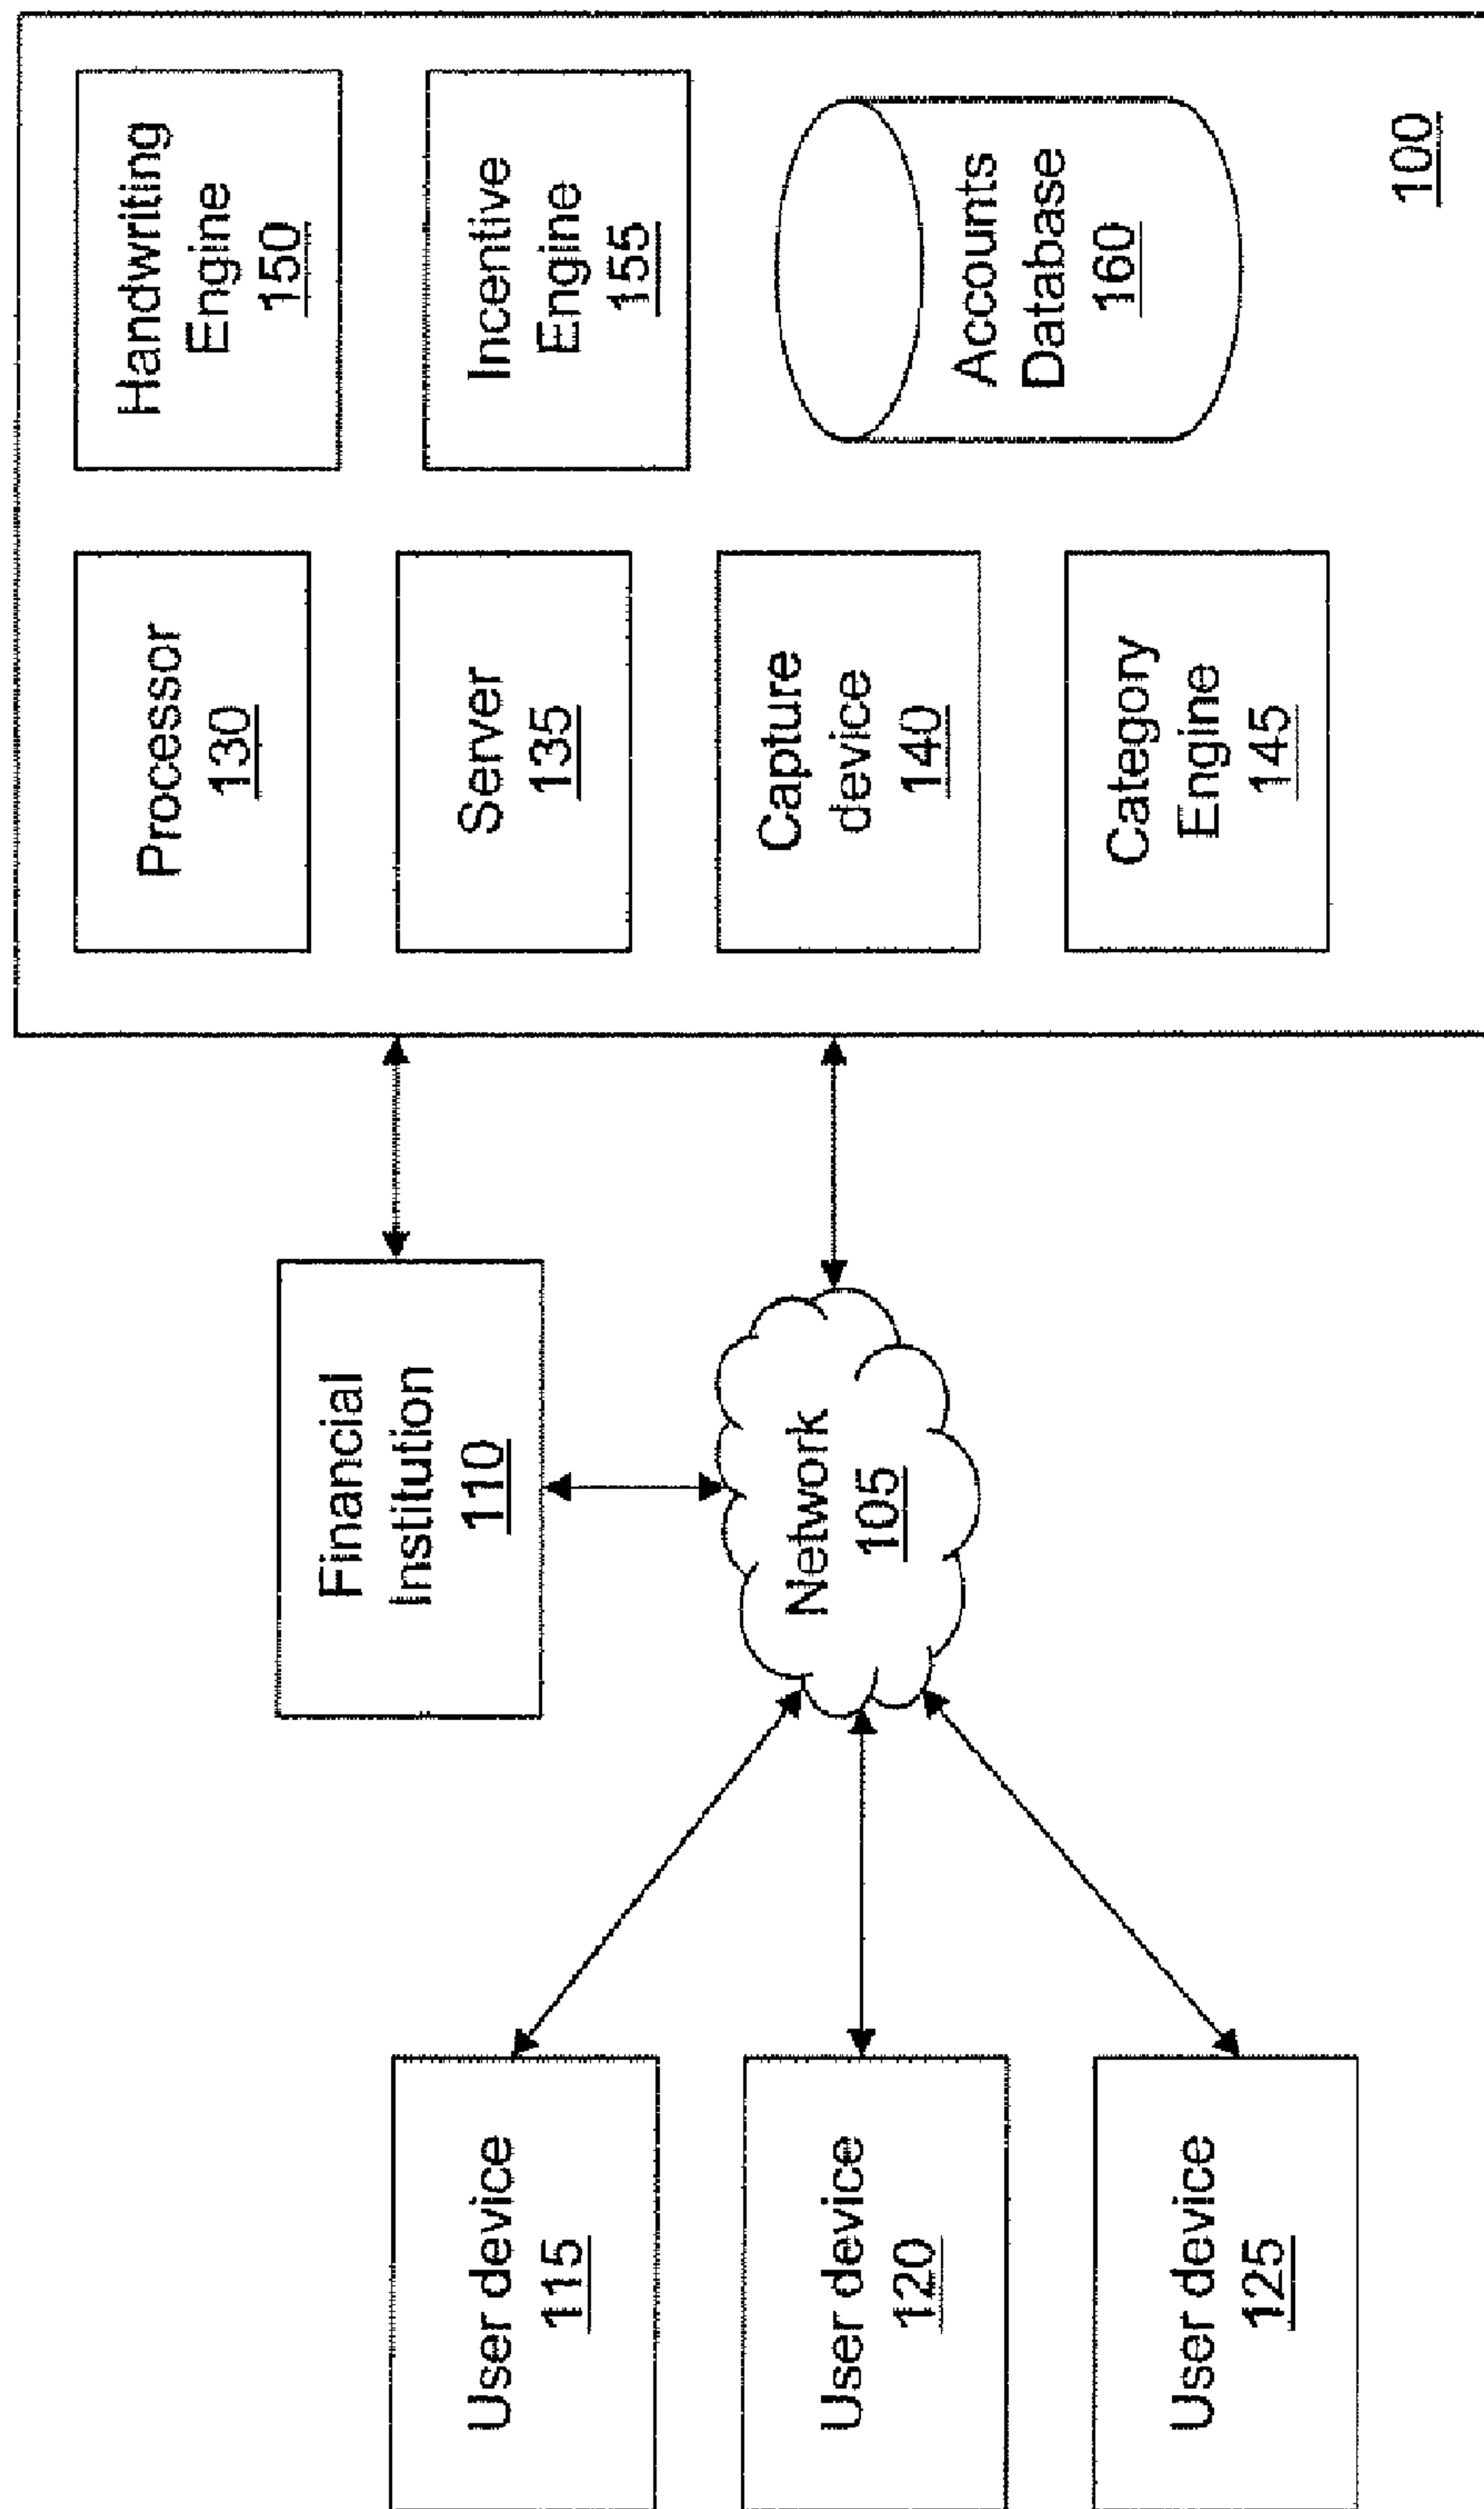 User device
115
User device
120
User device
125
Financial
Institution
110
Network
105
Processor
130
Server
135
Capture
device
140
Category
Engine
145
Handwriting
Engine
150
Incentive
Engine
155
Accounts
Database
160
100